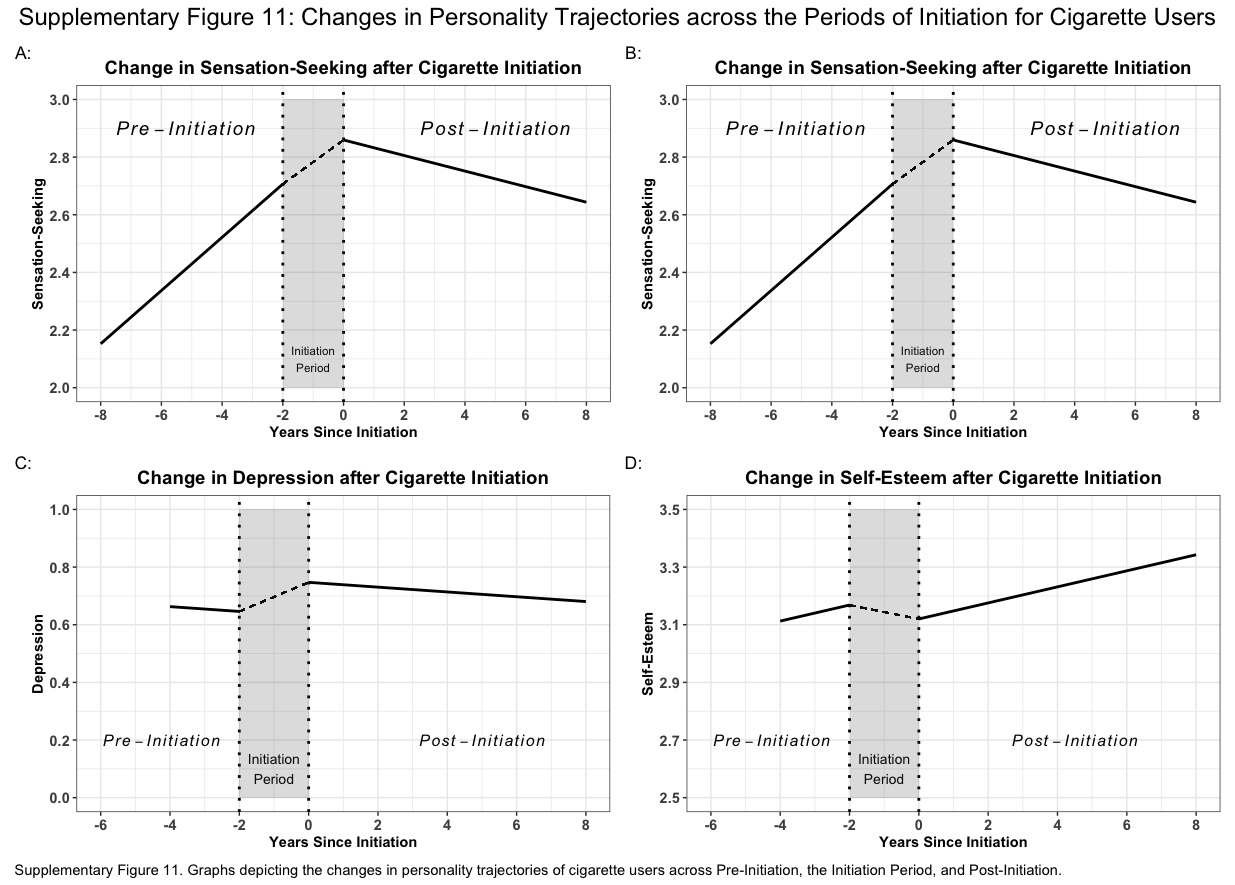 Supplementary Figure 11: Changes in Personality Trajectories across the Periods of Initiation for Cigarette Users
A:
Change in Sensation-Seeking after Cigarette Initiation
3.0
2.8
2.6
2.4
2.2
2.0
Sensation-Seeking
Pre – Initiation
Post – Initiation
Initiation
Period
-8 -6 -4 -2 0 2 4 6 8
Years Since Initiation
B:
Change in Sensation-Seeking after Cigarette Initiation
3.0
2.8
2.6
2.4
2.2
2.0
Sensation-Seeking
Pre – Initiation
Post – Initiation
Initiation
Period
-8 -6 -4 -2 0 2 4 6 8
Years Since Initiation
C:
Change in Depression after Cigarette Initiation
1.0
0.8
0.6
0.4
0.2
0.0
Depression
Pre – Initiation
Post – Initiation
Initiation
Period
-6 -4 -2 0 2 4 6 8
Years Since Initiation
D:
Change in Self-Esteem after Cigarette Initiation
3.5
3.3
3.1
2.9
2.7
2.5
Self-Esteem
Pre – Initiation
Post – Initiation
Initiation
Period
-6 -4 -2 0 2 4 6 8
Years Since Initiation
Supplementary Figure 11. Graphs depicting the changes in personality trajectories of cigarette users across Pre-Initiation, the Initiation Period, and Post-Initiation.